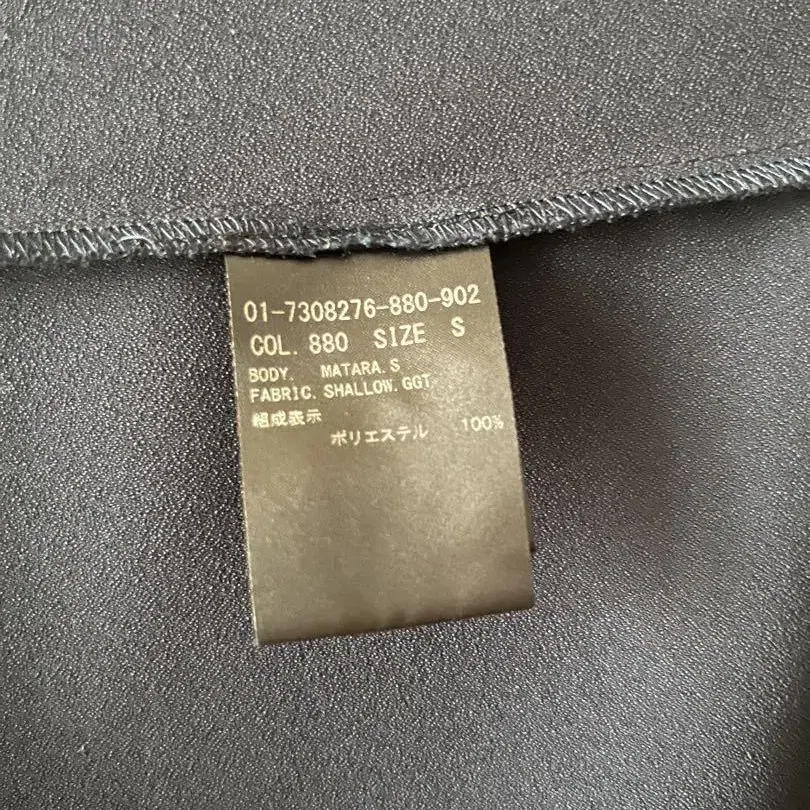 01-7308276-880-902
COL. 880 SIZE S
BODY. MATARA.S
FABRIC. SHALLOW.GGT
組成表示
ポリエステル 100%